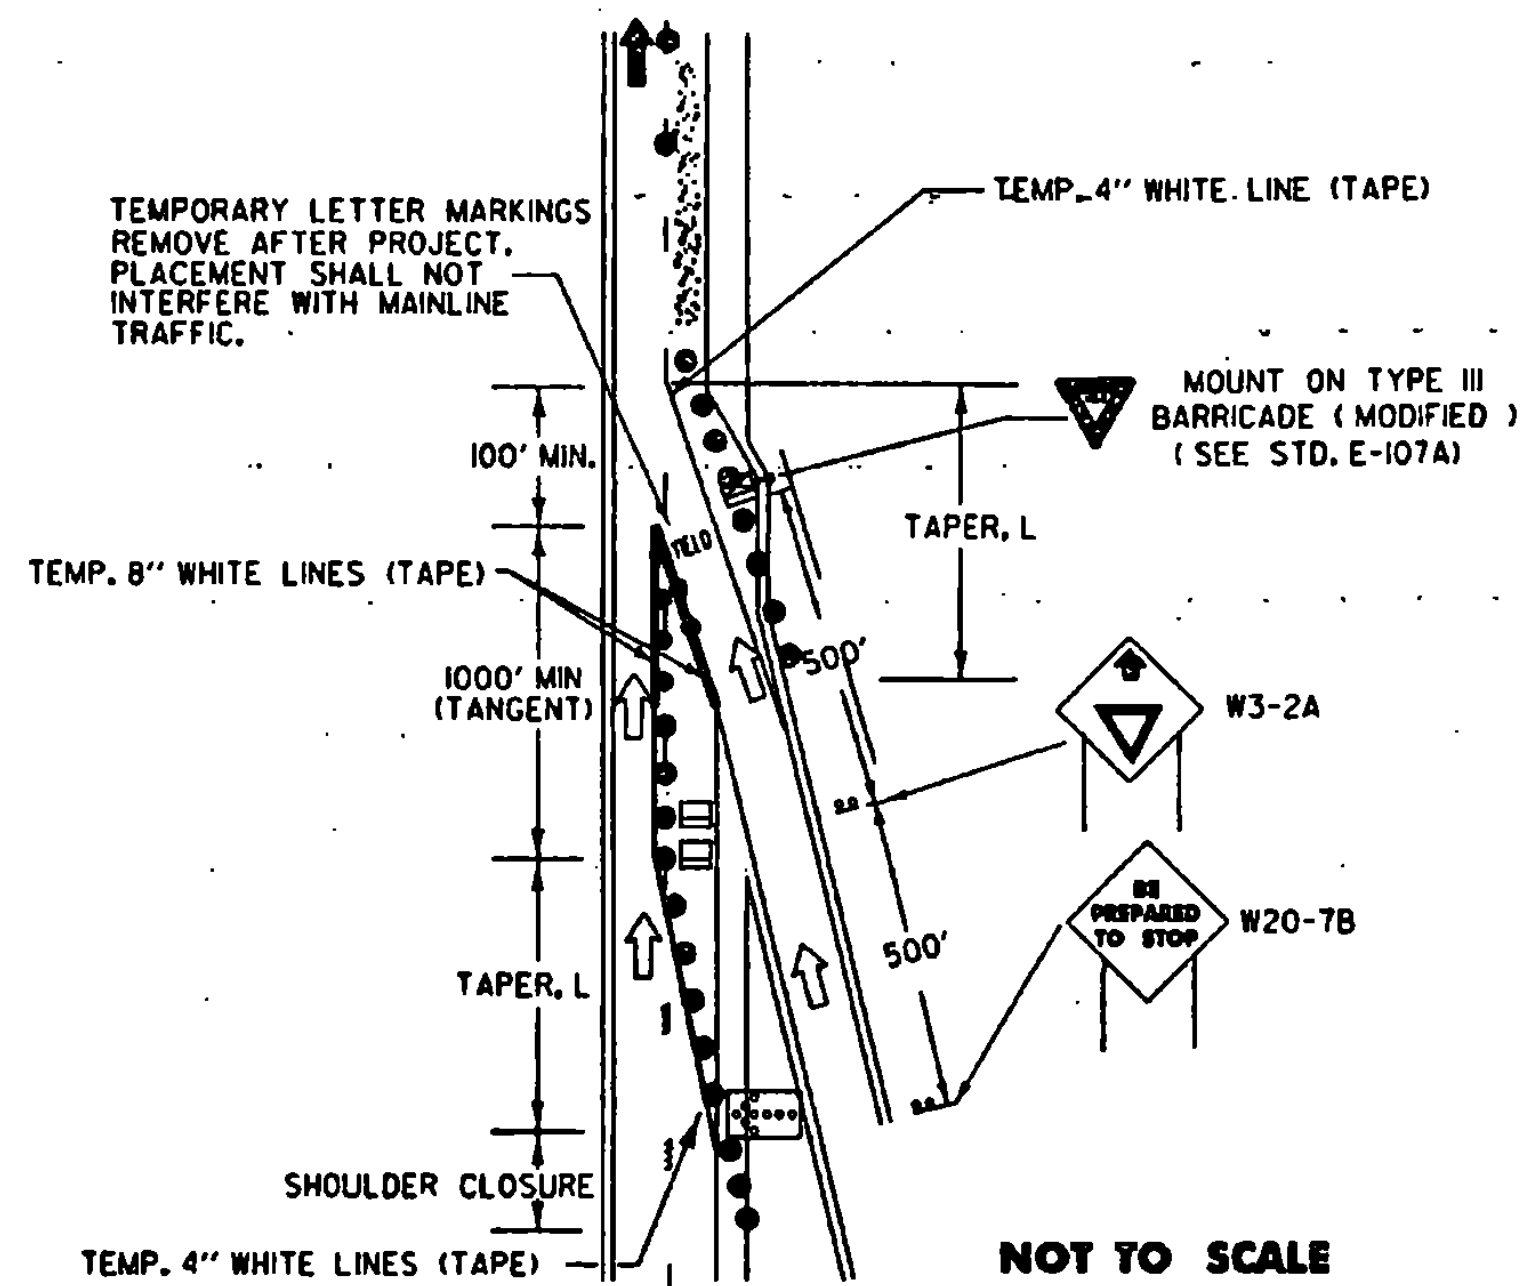 TEMP. 4" WHITE LINE (TAPE)
TEMPORARY LETTER MARKINGS
REMOVE AFTER PROJECT.
PLACEMENT SHALL NOT
INTERFERE WITH MAINLINE
TRAFFIC.
MOUNT ON TYPE III
BARRICADE (MODIFIED)
(SEE STD. E-107A)
100' MIN.
TAPER, L
YIELD
TEMP. 8" WHITE LINES (TAPE)
500'
1000' MIN
(TANGENT)
W3-2A
BE
PREPARED
TO STOP
W20-7B
500'
TAPER, L
SHOULDER CLOSURE
TEMP. 4" WHITE LINES (TAPE)
NOT TO SCALE